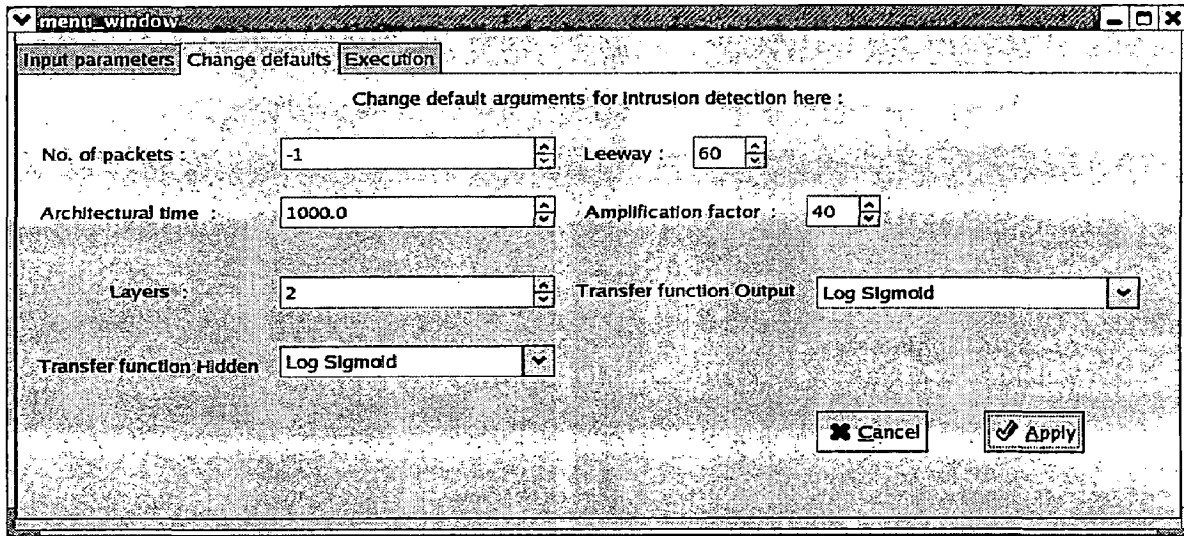 menu_window
Input parameters Change defaults Execution
Change default arguments for intrusion detection here :
No. of packets : -1 Leeway : 60
Architectural time : 1000.0 Amplification factor : 40
Layers : 2 Transfer function Output Log Sigmoid
Transfer function Hidden Log Sigmoid
Cancel Apply